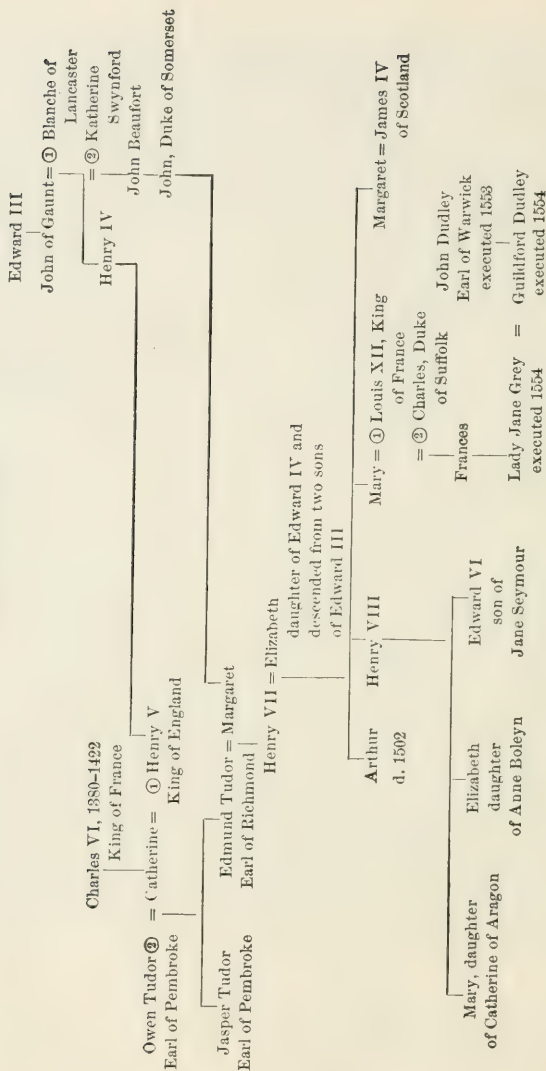 Edward III
John of Gaunt = ① Blanche of
Lancaster
= ② Katherine
Swynford
Henry IV
John Beaufort
John, Duke of Somerset
Charles VI, 1380–1422
King of France
Owen Tudor ② = Catherine = ① Henry V
Earl of Pembroke
King of England
Jasper Tudor
Earl of Pembroke
Edmund Tudor = Margaret
Earl of Richmond
Henry VII = Elizabeth
daughter of Edward IV and
descended from two sons
of Edward III
Arthur
d. 1502
Henry VIII
Mary = ① Louis XII, King
of France
= ② Charles, Duke
of Suffolk
Margaret = James IV
of Scotland
Frances
John Dudley
Earl of Warwick
executed 1553
Lady Jane Grey = Guildford Dudley
executed 1554
executed 1554
Mary, daughter
of Catherine of Aragon
Elizabeth
daughter
of Anne Boleyn
Edward VI
son of
Jane Seymour